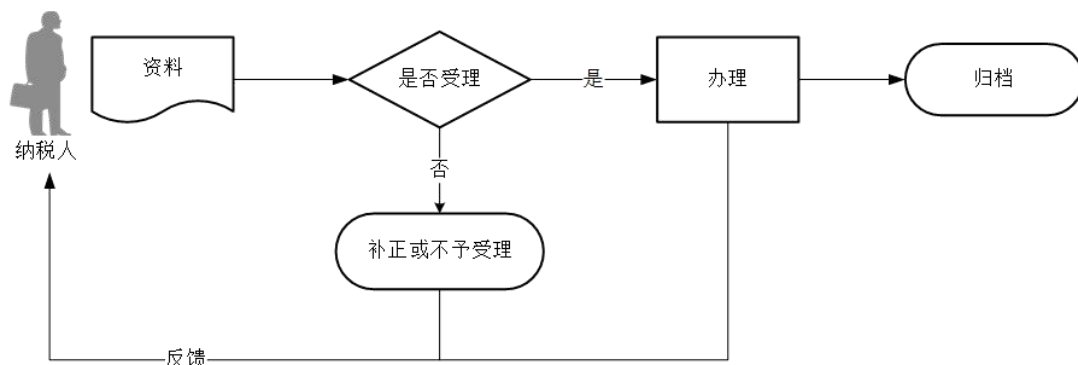 资料
是否受理
是
办理
归档
纳税人
否
补正或不予受理
反馈